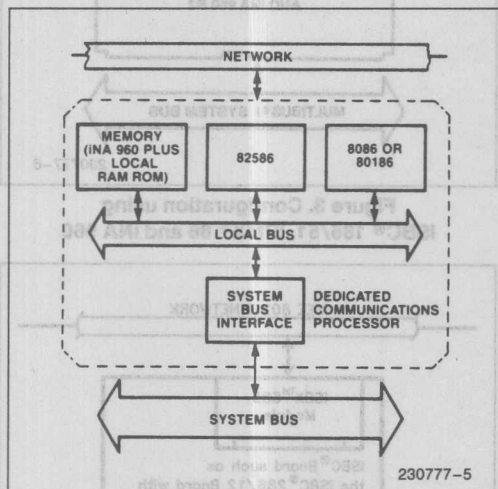 NETWORK
MEMORY
(iNA 960 PLUS
LOCAL
RAM ROM)
82586
8086 OR
80186
LOCAL BUS
SYSTEM
BUS
INTERFACE
DEDICATED
COMMUNICATIONS
PROCESSOR
SYSTEM BUS
230777-5